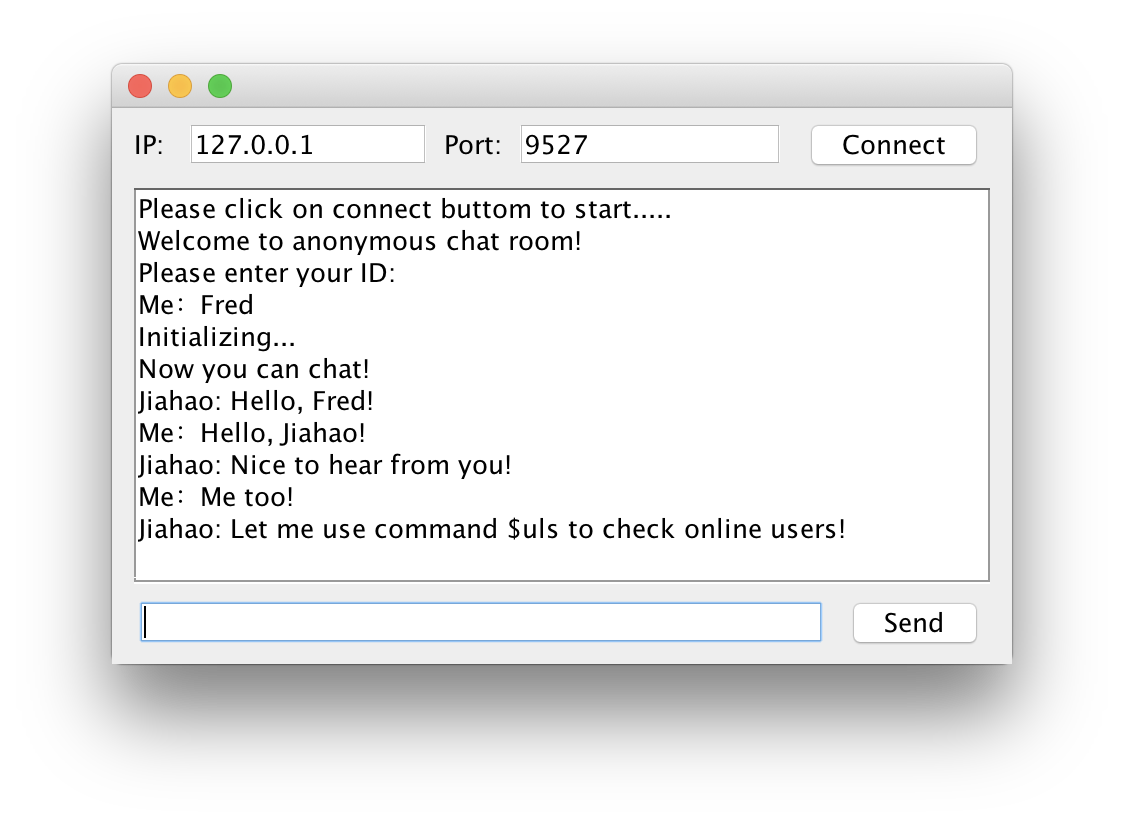 IP: 127.0.0.1 Port: 9527 Connect
Please click on connect buttom to start.....
Welcome to anonymous chat room!
Please enter your ID:
Me： Fred
Initializing...
Now you can chat!
Jiahao: Hello, Fred!
Me： Hello, Jiahao!
Jiahao: Nice to hear from you!
Me： Me too!
Jiahao: Let me use command $uls to check online users!
Send